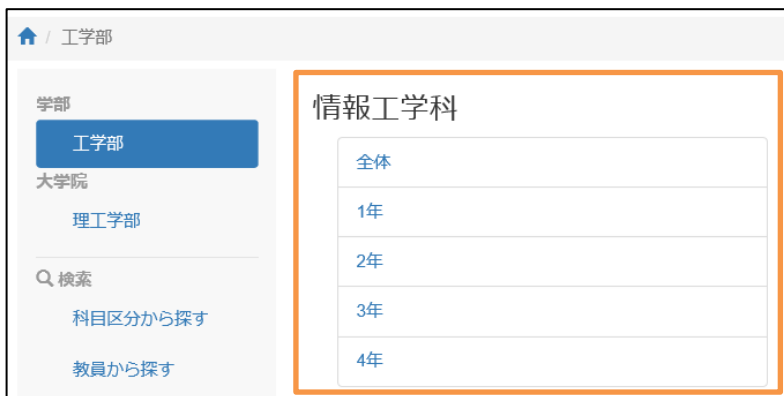 / 工学部
学部
工学部
大学院
理工学部
検索
科目区分から探す
教員から探す
情報工学科
全体
1年
2年
3年
4年